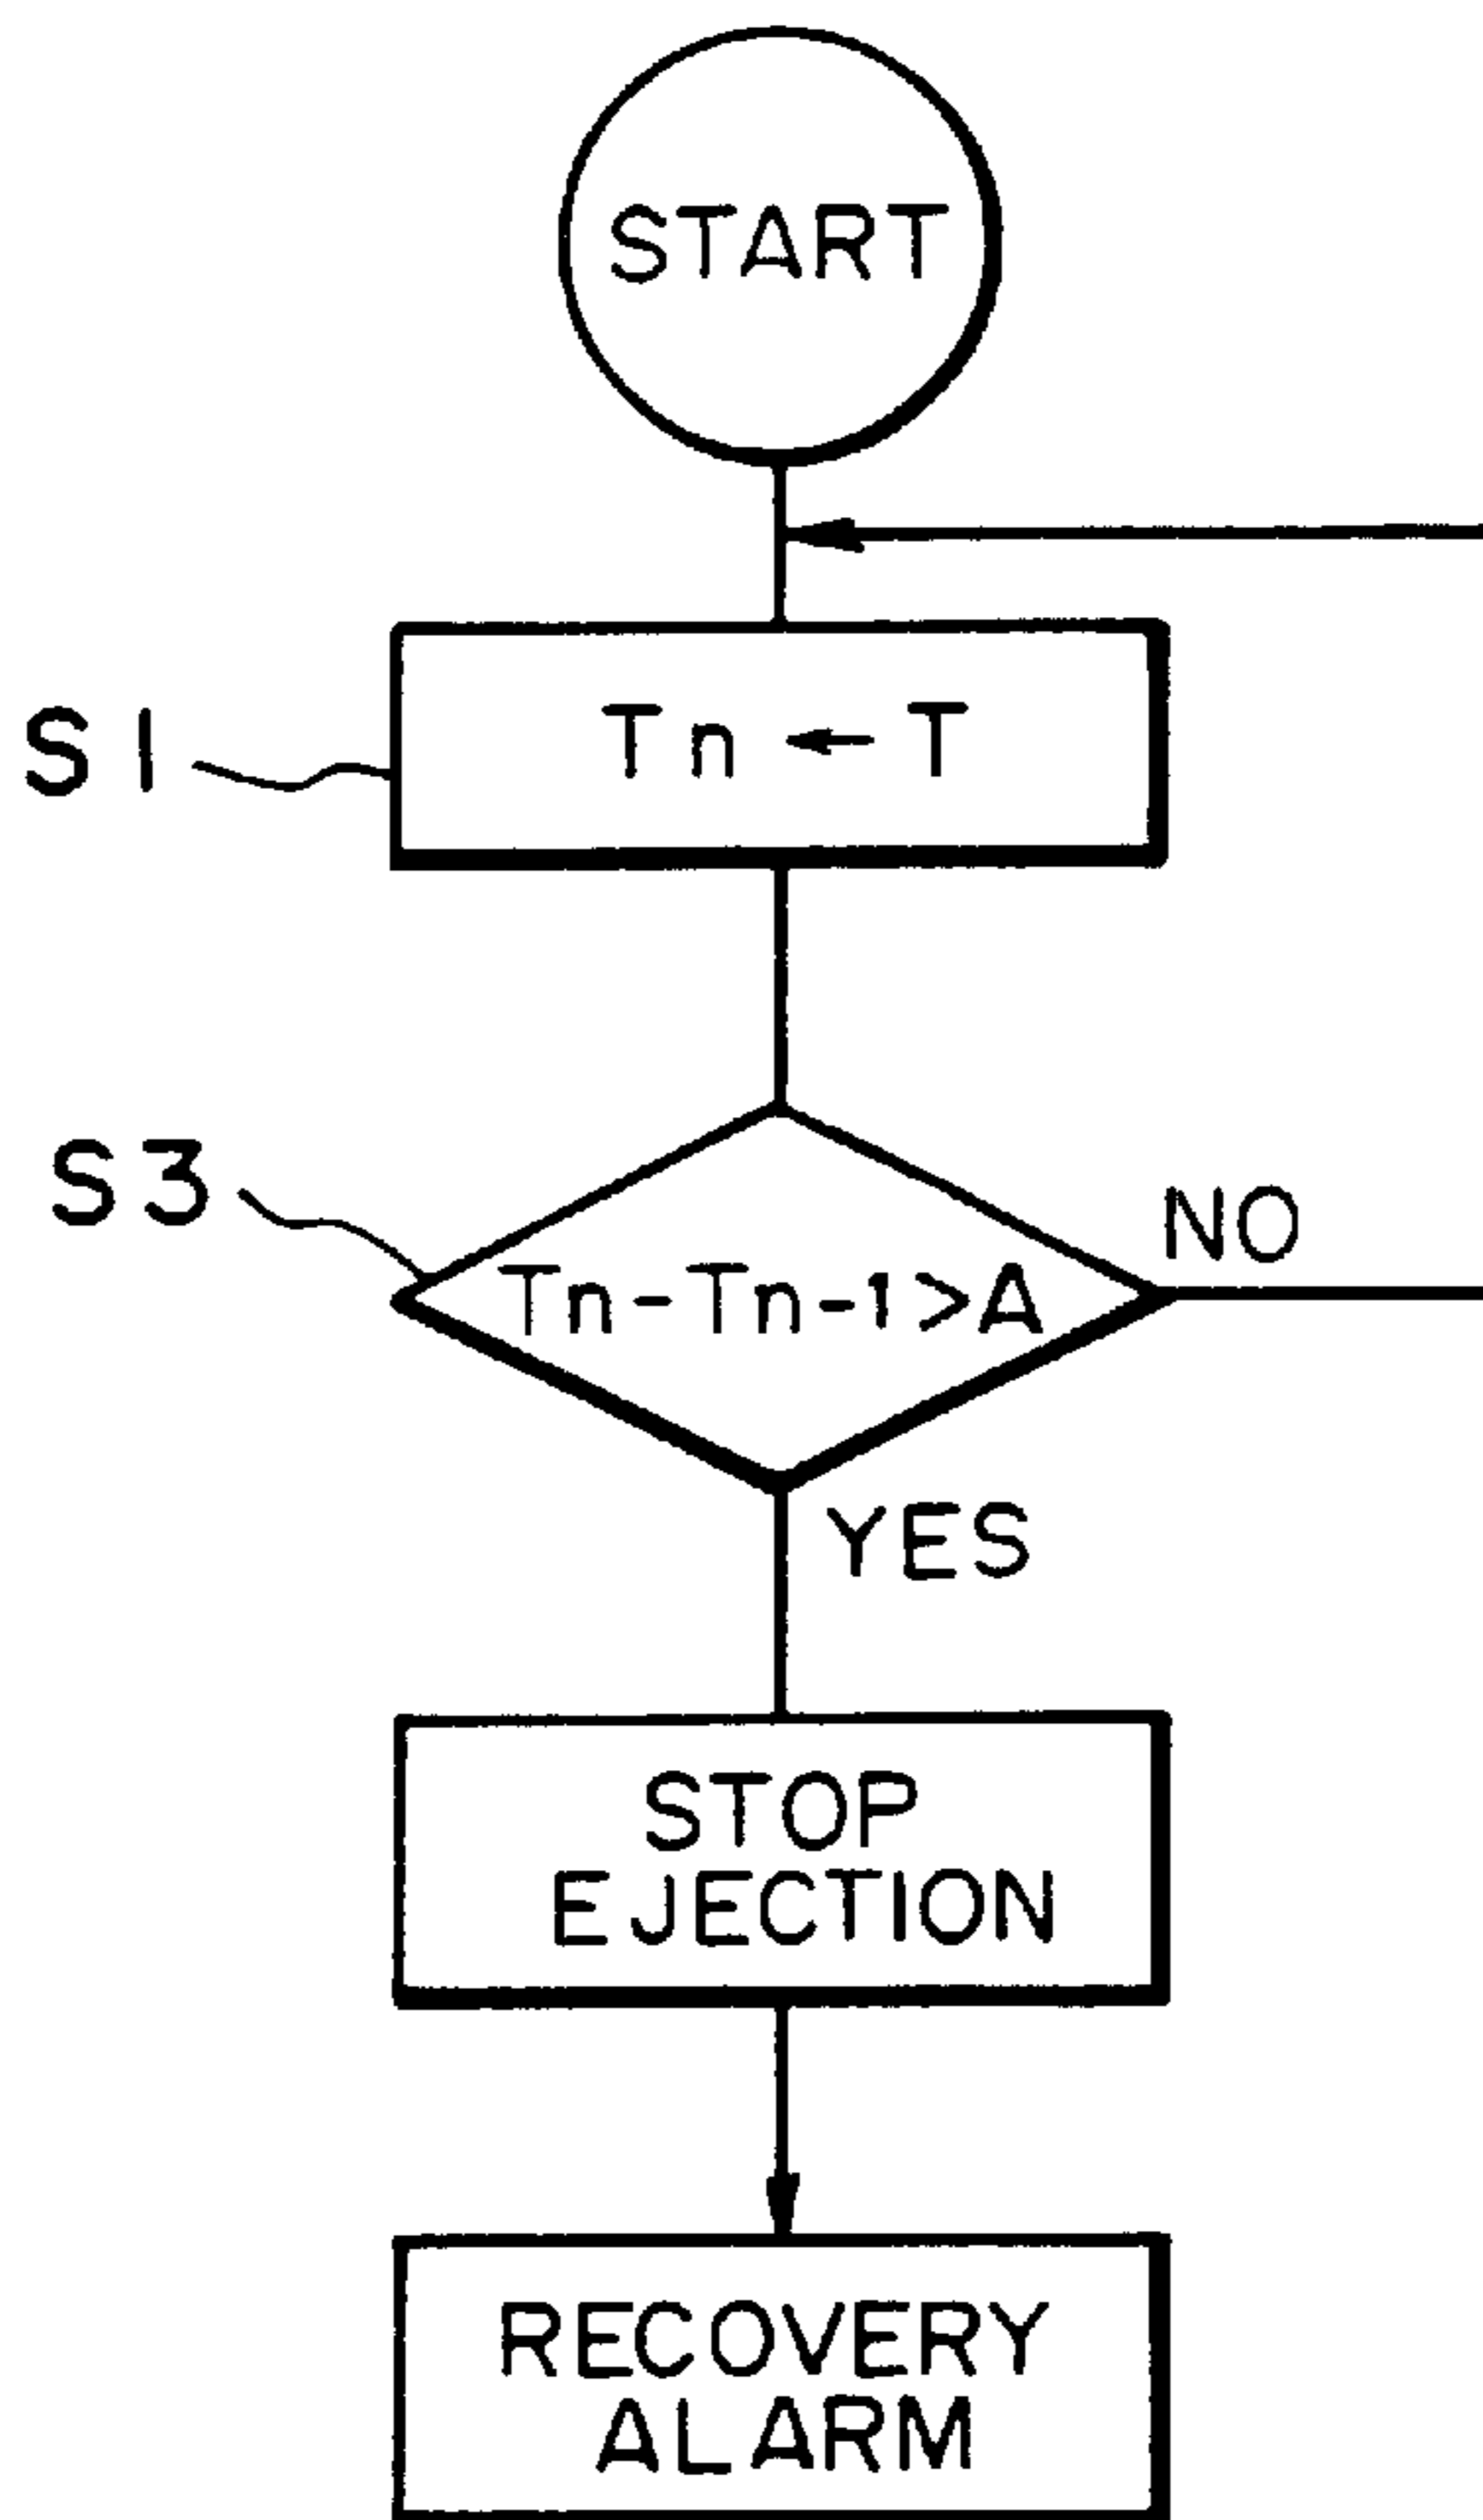 START
S1
Tn ← T
S3
Tn-Tn-1>A
NO
YES
STOP
EJECTION
RECOVERY
ALARM